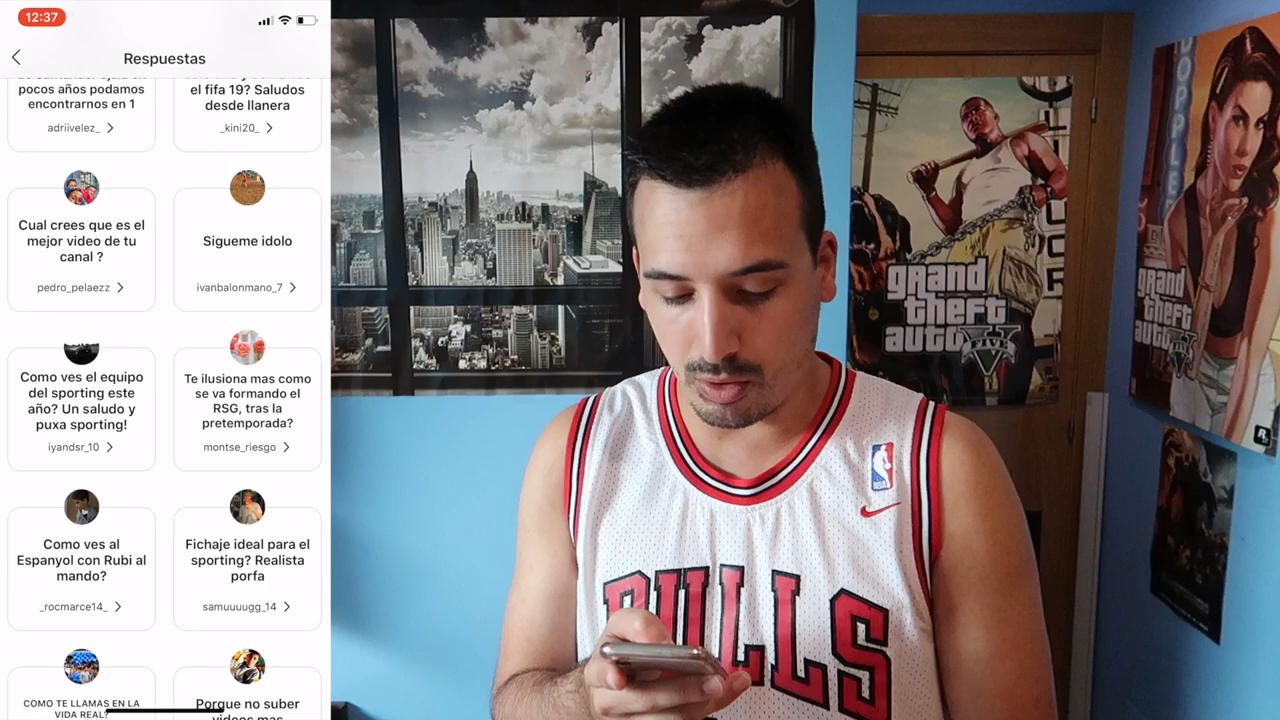 12:37
Respuestas
pocos años podamos
encontrarnos en 1
adriivelez_
el fifa 19? Saludos
desde llanera
_kini20_
Cual crees que es el
mejor video de tu
canal ?
pedro_pelaezz
Sigueme idolo
ivanbalonmano_7
Como ves el equipo
del sporting este
año? Un saludo y
puxa sporting!
iyandsr_10
Te ilusiona mas como
se va formando el
RSG, tras la
pretemporada?
montse_riesgo
Como ves al
Espanyol con Rubi al
mando?
_rocmarce14_
Fichaje ideal para el
sporting? Realista
porfa
samuuuugg_14
COMO TE LLAMAS EN LA
VIDA REAL?
Porque no suber
videos mas
grand
theft
auto
V
FIVE
grand
theft
auto
R
NBA
BULLS